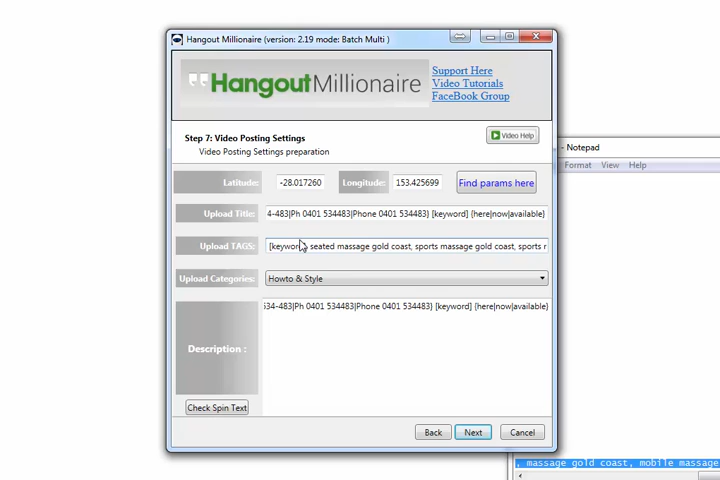 Hangout Millionaire (version: 2.19 mode: Batch Multi )
HangoutMillionaire
Support Here
Video Tutorials
FaceBook Group
Step 7: Video Posting Settings
Video Help
Video Posting Settings preparation
Latitude:
-28.017260
Longitude:
153.425699
Find params here
Upload Title:
4-483|Ph 0401 534483|Phone 0401 534483} [keyword] {here|now|available}
Upload TAGS:
seated massage gold coast, sports massage gold coast, sports
Upload Categories:
Howto & Style
Description :
534-483|Ph 0401 534483|Phone 0401 534483} [keyword] {here|now|available}
Check Spin Text
Back
Next
Cancel
- Notepad
Format View Help
, massage gold coast, mobile massage